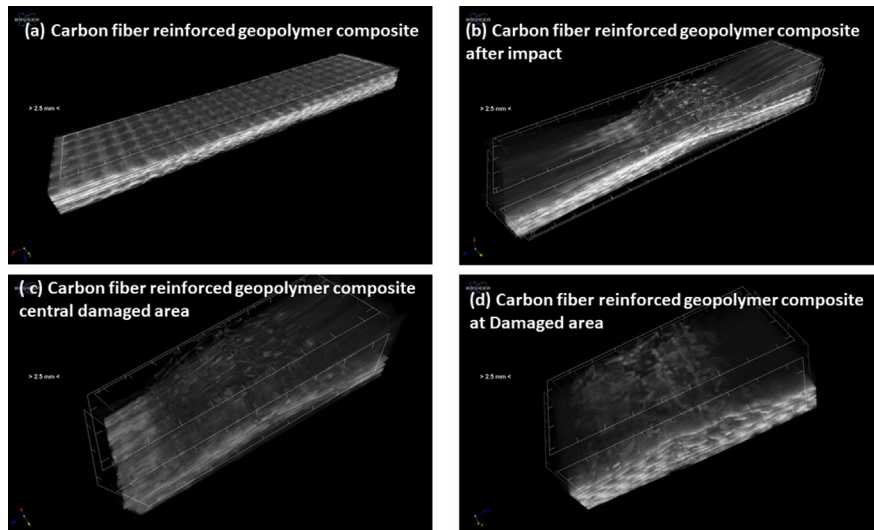 (a) Carbon fiber reinforced geopolymer composite
> 2.5 mm <
(b) Carbon fiber reinforced geopolymer composite
after impact
> 2.5 mm <
( c) Carbon fiber reinforced geopolymer composite
central damaged area
> 2.5 mm <
(d) Carbon fiber reinforced geopolymer composite
at Damaged area
> 2.5 mm <